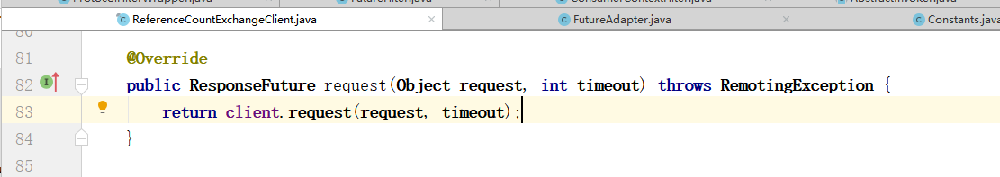 ReferenceCountExchangeClient.java FutureAdapter.java Constants.java
80
81 @Override
82 public ResponseFuture request(Object request, int timeout) throws RemotingException {
83 return client.request(request, timeout);
84 }
85